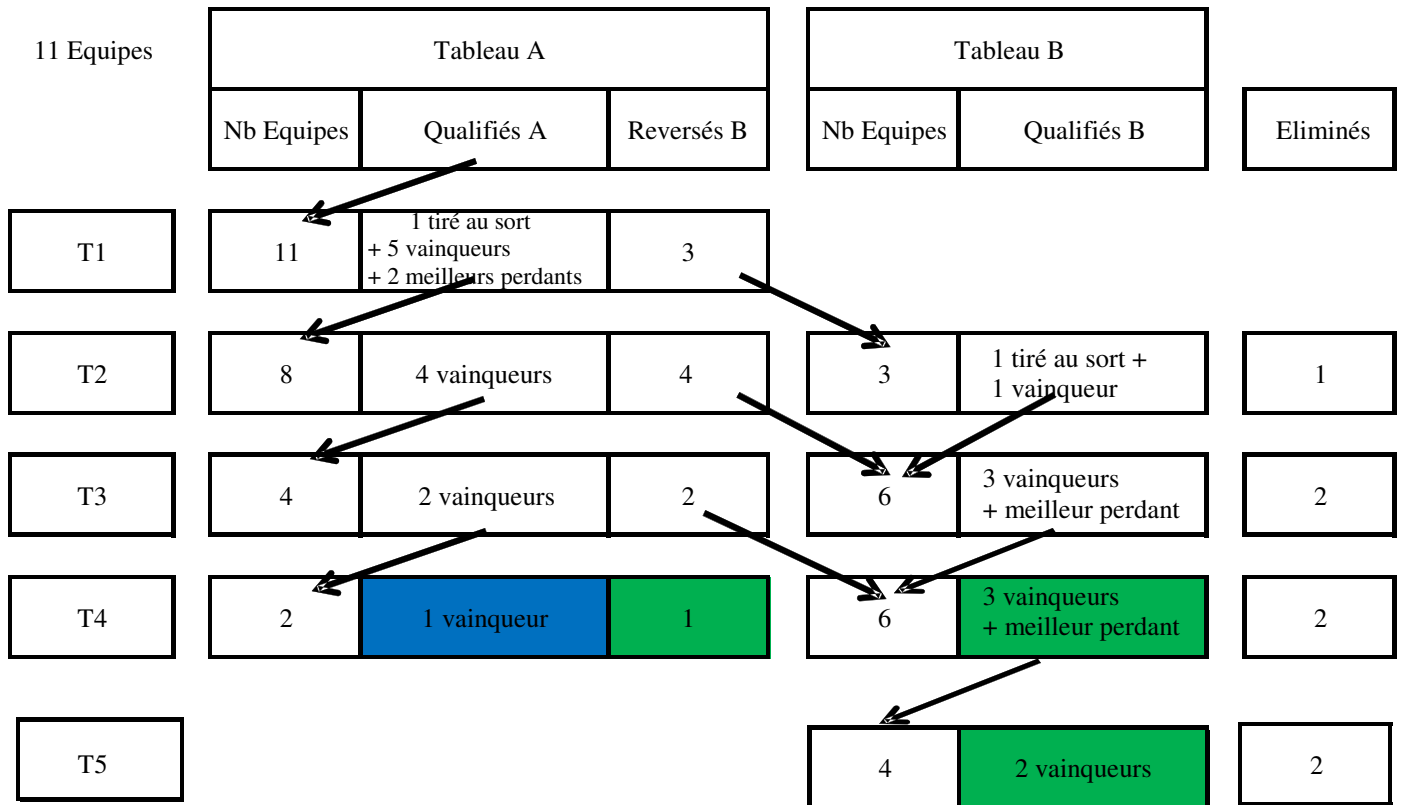 11 Equipes
Tableau A
Tableau B
Nb Equipes
Qualifiés A
Reversés B
Nb Equipes
Qualifiés B
Eliminés
T1
11
1 tiré au sort
+ 5 vainqueurs
+ 2 meilleurs perdants
3
T2
8
4 vainqueurs
4
3
1 tiré au sort +
1 vainqueur
1
T3
4
2 vainqueurs
2
6
3 vainqueurs
+ meilleur perdant
2
T4
2
1 vainqueur
1
6
3 vainqueurs
+ meilleur perdant
2
T5
4
2 vainqueurs
2